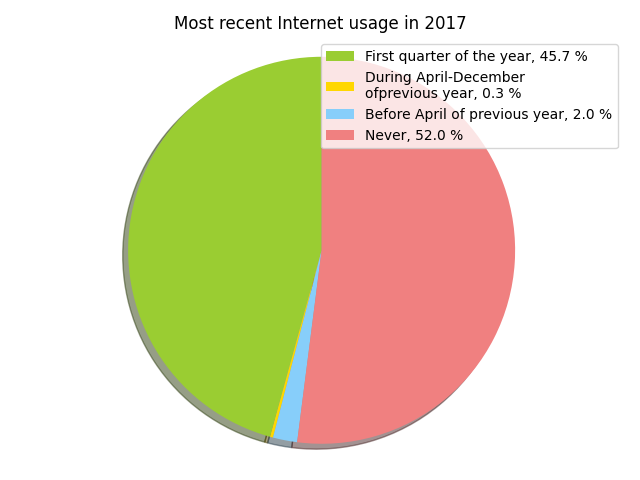 Most recent Internet usage in 2017
First quarter of the year, 45.7 %
During April-December
ofprevious year, 0.3 %
Before April of previous year, 2.0 %
Never, 52.0 %